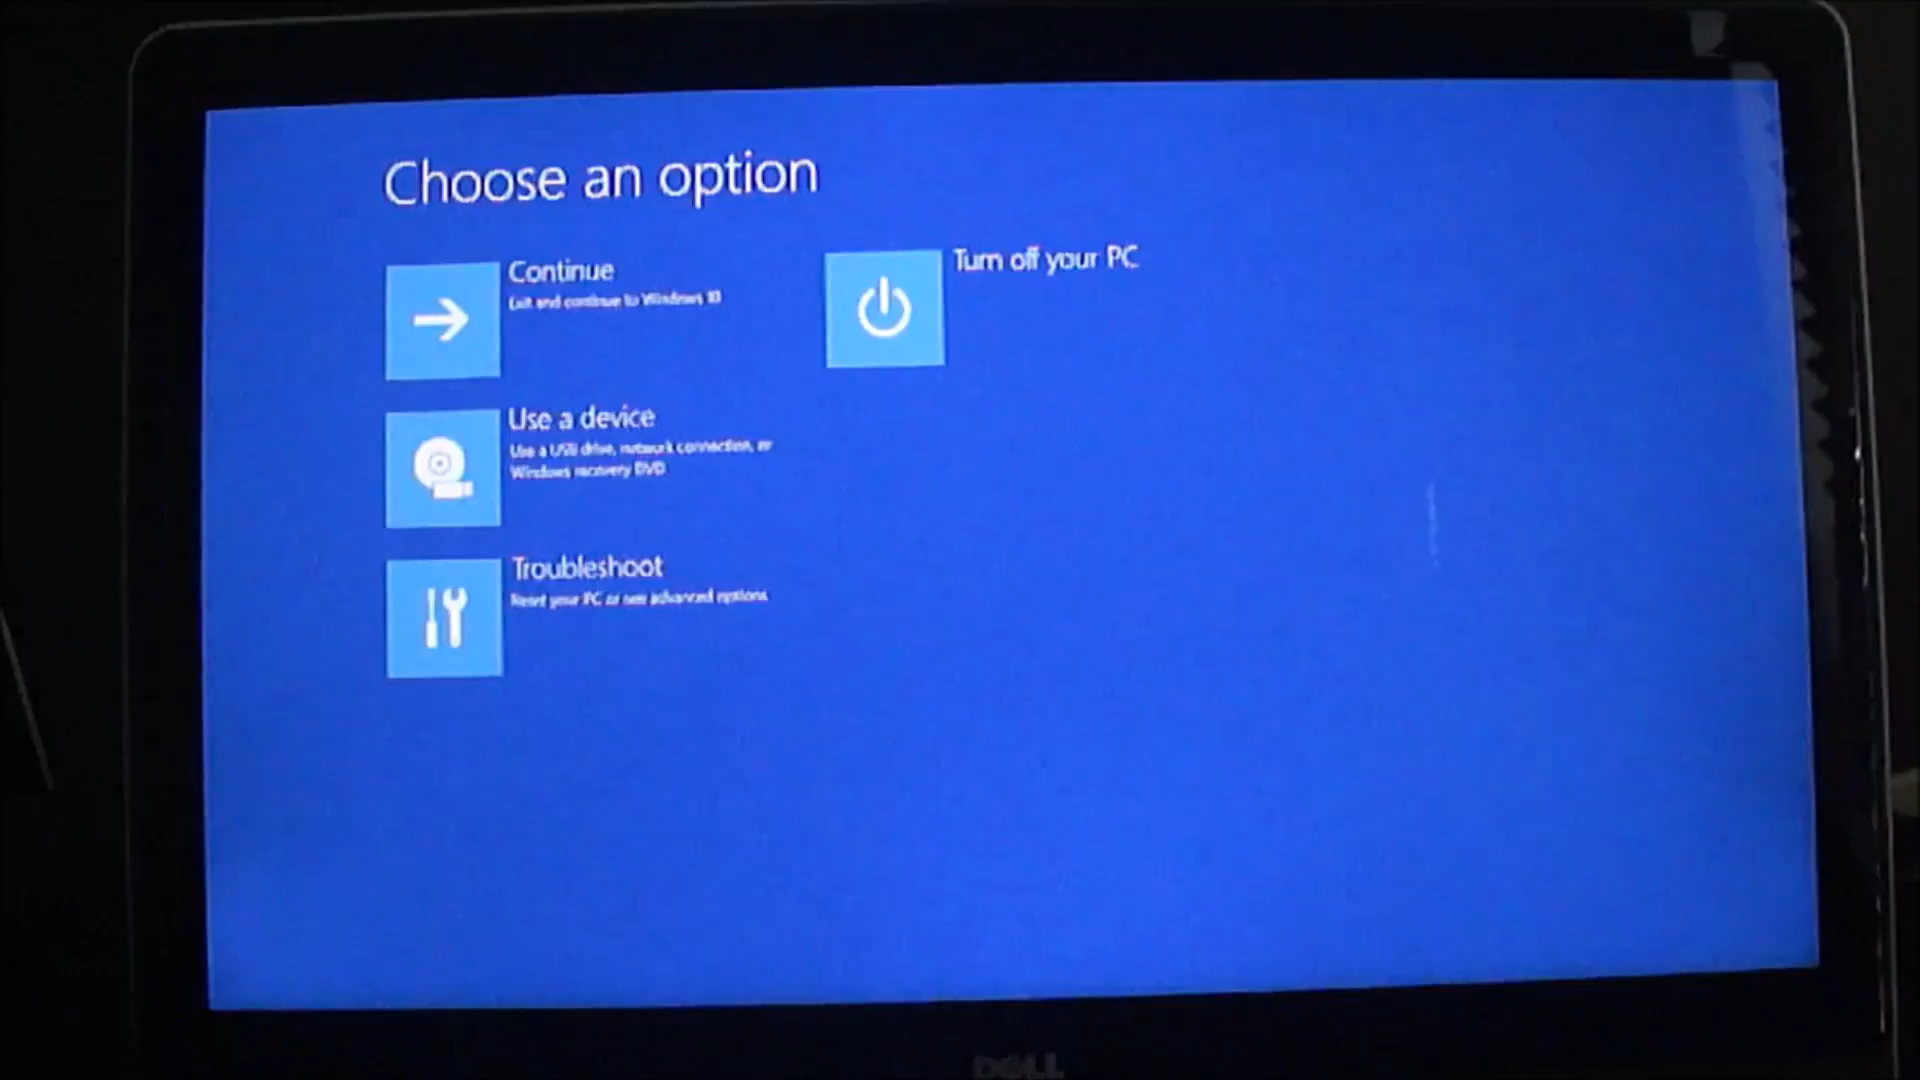 Choose an option
Continue
Exit and continue to Windows 10
Turn off your PC
Use a device
Use a USB drive, network connection, or
Windows recovery DVD
Troubleshoot
Reset your PC or see advanced options
DELL